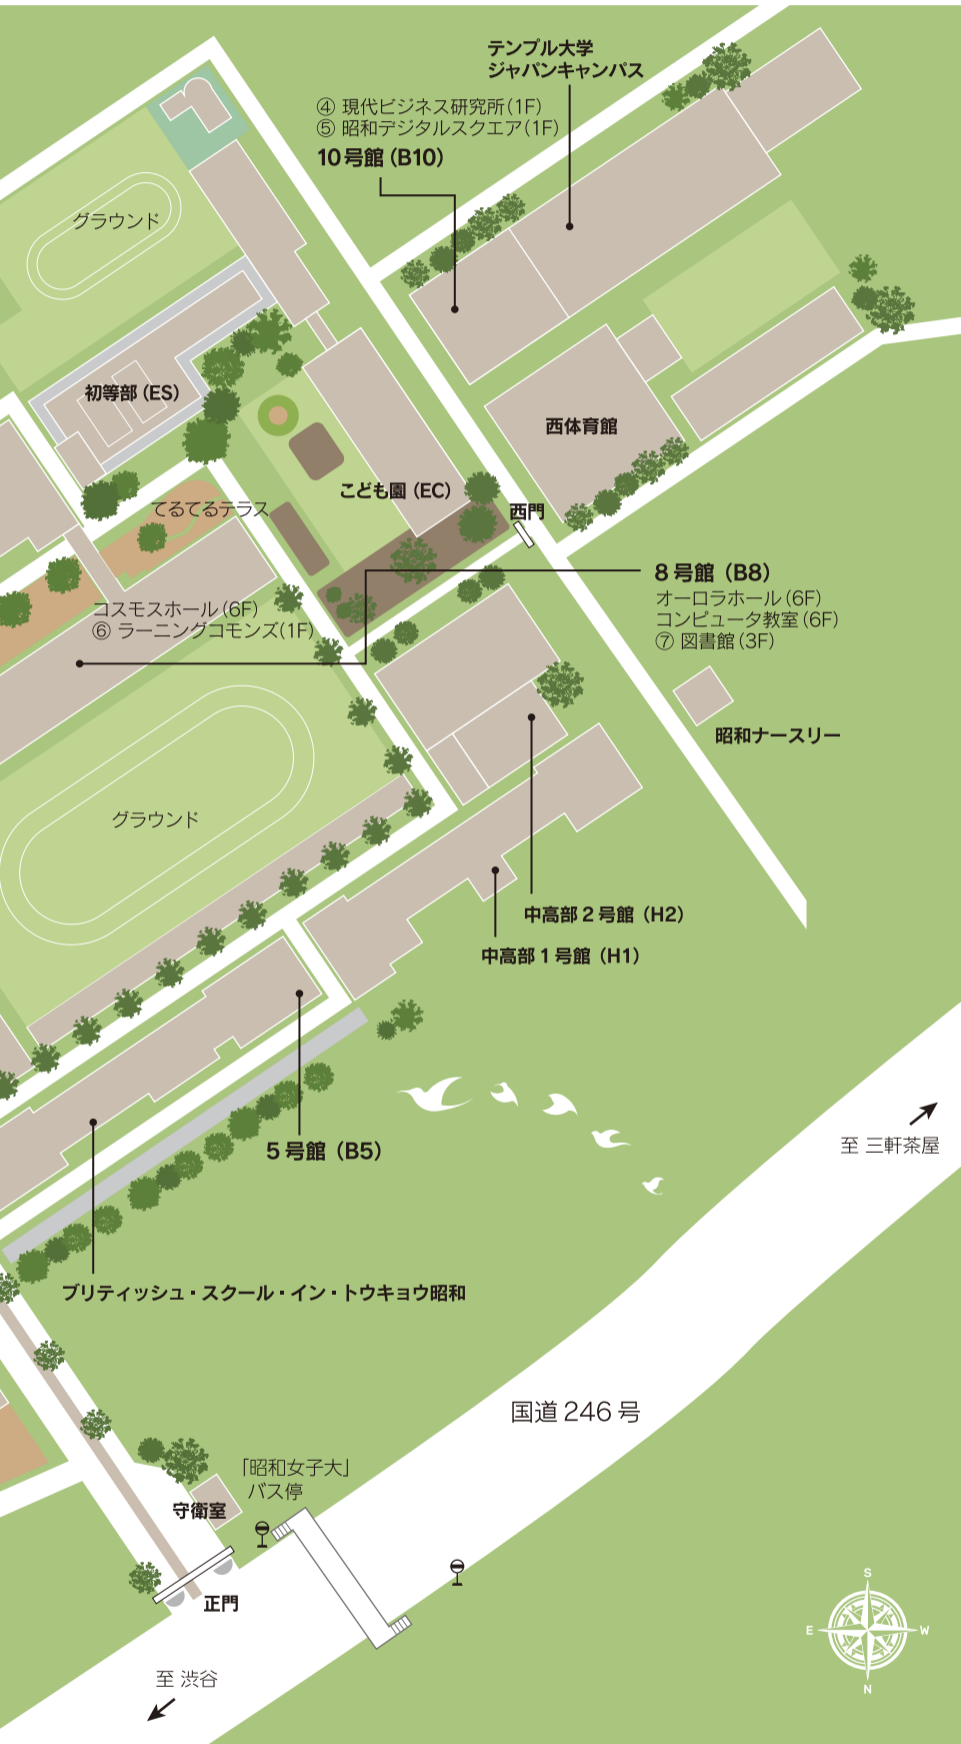 テンプル大学
ジャパンキャンパス
④ 現代ビジネス研究所(1F)
⑤ 昭和デジタルスクエア(1F)
10号館(B10)
グラウンド
初等部(ES)
西体育館
こども園(EC)
西門
てるてるテラス
8号館(B8)
オーロラホール(6F)
コンピュータ教室(6F)
⑦ 図書館(3F)
コスモスホール(6F)
⑥ ラーニングコモンズ(1F)
昭和ナースリー
グラウンド
中高部2号館(H2)
中高部1号館(H1)
5号館(B5)
至 三軒茶屋
ブリティッシュ・スクール・イン・トウキョウ昭和
国道246号
「昭和女子大」
バス停
守衛室
正門
至 渋谷
S
E
W
N